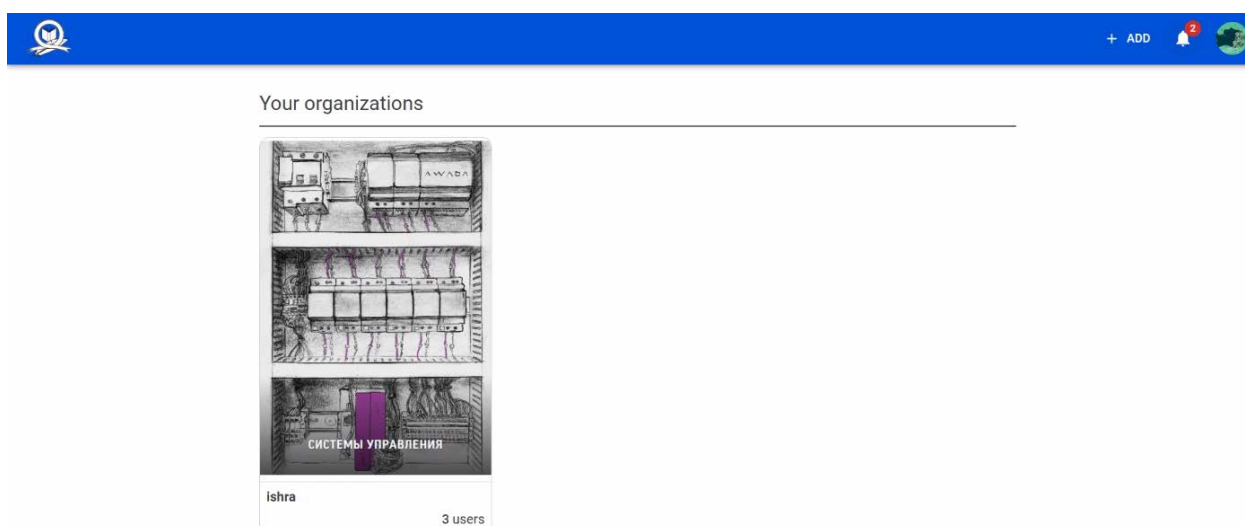 + ADD
2
Your organizations
AWADA
СИСТЕМЫ УПРАВЛЕНИЯ
ishra
3 users